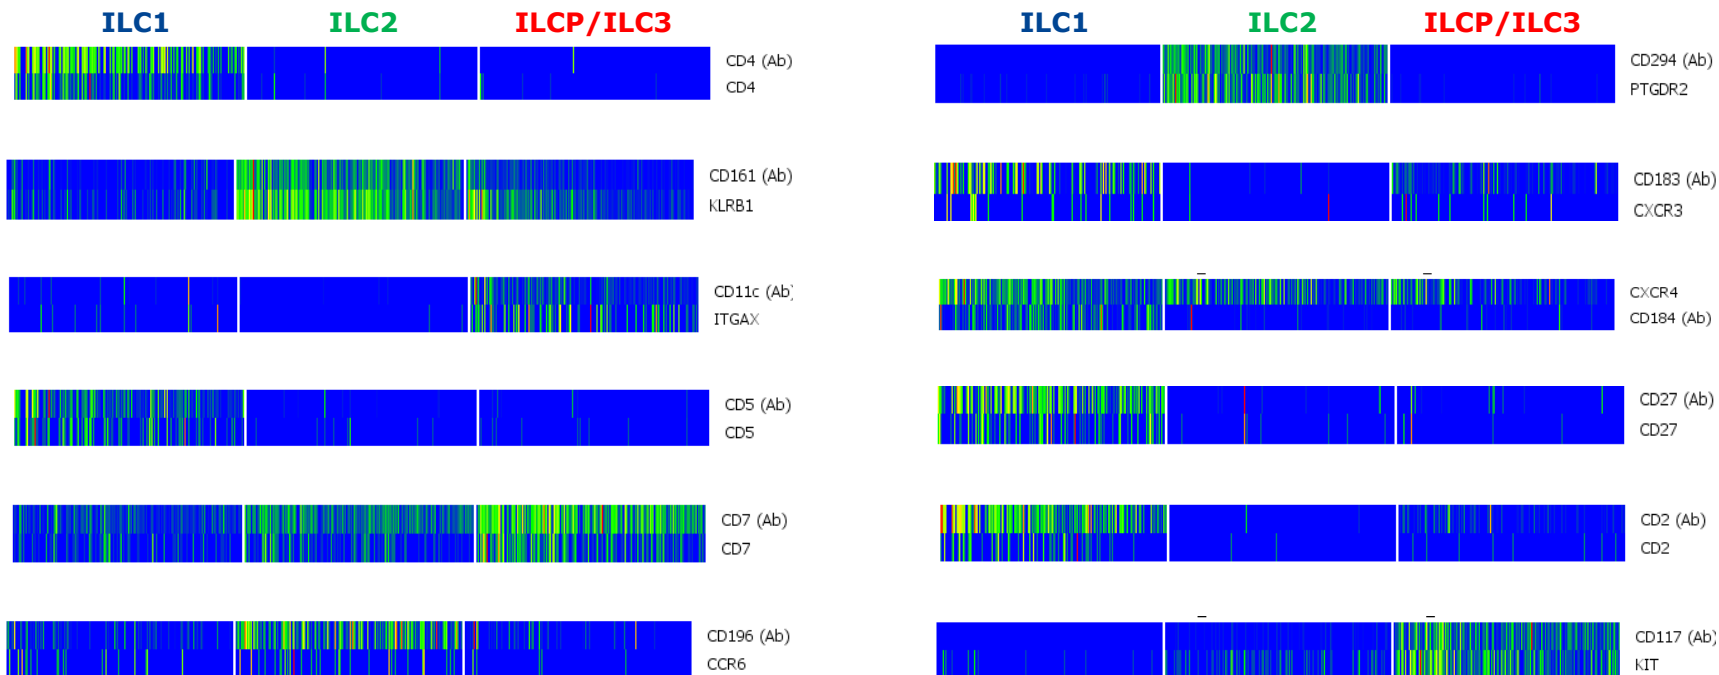 ILC1 ILC2 ILCP/ILC3
CD4 (Ab)
CD4
CD161 (Ab)
KLRB1
CD11c (Ab)
ITGAX
CD5 (Ab)
CD5
CD7 (Ab)
CD7
CD196 (Ab)
CCR6
ILC1 ILC2 ILCP/ILC3
CD294 (Ab)
PTGDR2
CD183 (Ab)
CXCR3
CXCR4
CD184 (Ab)
CD27 (Ab)
CD27
CD2 (Ab)
CD2
CD117 (Ab)
KIT